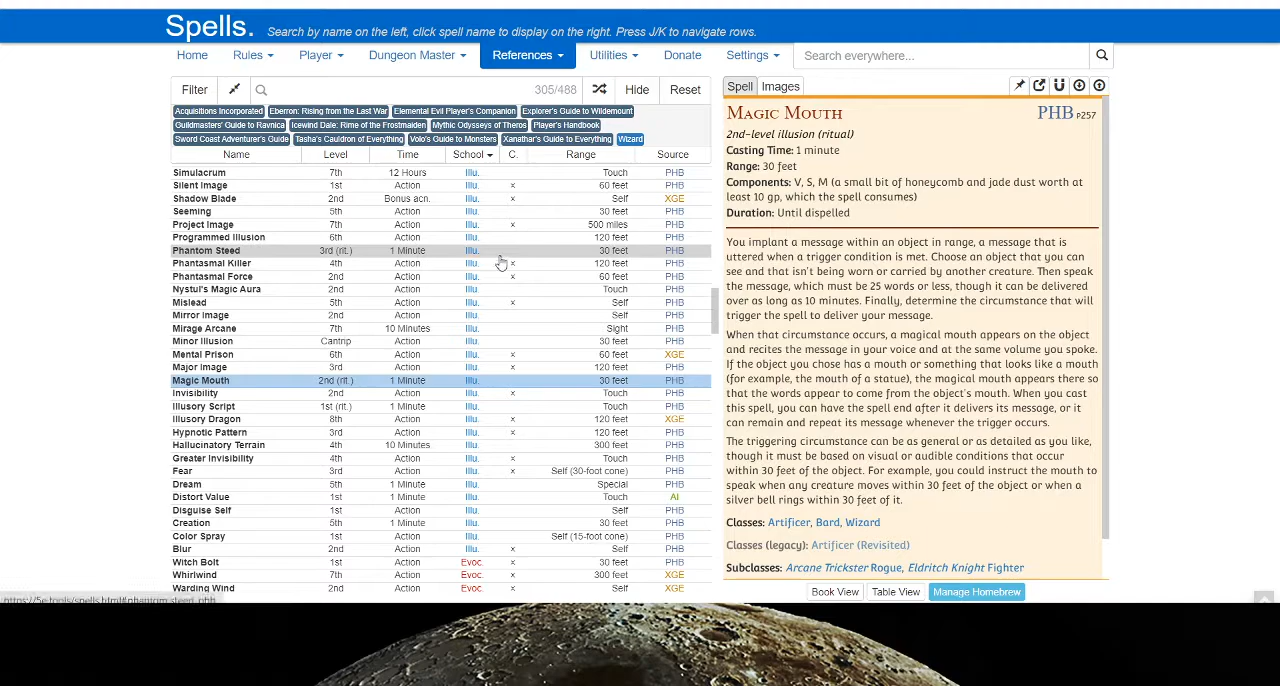 Spells. Search by name on the left, click spell name to display on the right. Press J/K to navigate rows.
Home Rules Player Dungeon Master References Utilities Donate Settings Search everywhere...
Filter 305/488 Hide Reset
Acquisitions Incorporated Eberron: Rising from the Last War Elemental Evil Player's Companion Explorer's Guide to Wildemount
Guildmasters' Guide to Ravnica Icewind Dale: Rime of the Frostmaiden Mythic Odysseys of Theros Player's Handbook
Sword Coast Adventurer's Guide Tasha's Cauldron of Everything Volo's Guide to Monsters Xanathar's Guide to Everything Wizard
Name Level Time School C. Range Source
Simulacrum 7th 12 Hours Illu. Touch PHB
Silent Image 1st Action Illu. × 60 feet PHB
Shadow Blade 2nd Bonus acn. Illu. × Self XGE
Seeming 5th Action Illu. 30 feet PHB
Project Image 7th Action Illu. × 500 miles PHB
Programmed Illusion 6th Action Illu. 120 feet PHB
Phantom Steed 3rd (rit.) 1 Minute Illu. 30 feet PHB
Phantasmal Killer 4th Action Illu. × 120 feet PHB
Phantasmal Force 2nd Action Illu. × 60 feet PHB
Nystul's Magic Aura 2nd Action Illu. Touch PHB
Mislead 5th Action Illu. × Self PHB
Mirror Image 2nd Action Illu. Self PHB
Mirage Arcane 7th 10 Minutes Illu. Sight PHB
Minor Illusion Cantrip Action Illu. 30 feet PHB
Mental Prison 6th Action Illu. × 60 feet XGE
Major Image 3rd Action Illu. × 120 feet PHB
Magic Mouth 2nd (rit.) 1 Minute Illu. 30 feet PHB
Invisibility 2nd Action Illu. × Touch PHB
Illusory Script 1st (rit.) 1 Minute Illu. Touch PHB
Illusory Dragon 8th Action Illu. × 120 feet XGE
Hypnotic Pattern 3rd Action Illu. × 120 feet PHB
Hallucinatory Terrain 4th 10 Minutes Illu. 300 feet PHB
Greater Invisibility 4th Action Illu. × Touch PHB
Fear 3rd Action Illu. × Self (30-foot cone) PHB
Dream 5th 1 Minute Illu. Special PHB
Distort Value 1st 1 Minute Illu. Touch AI
Disguise Self 1st Action Illu. Self PHB
Creation 5th 1 Minute Illu. 30 feet PHB
Color Spray 1st Action Illu. Self (15-foot cone) PHB
Blur 2nd Action Illu. × Self PHB
Witch Bolt 1st Action Evoc. × 30 feet PHB
Whirlwind 7th Action Evoc. × 300 feet XGE
Warding Wind 2nd Action Evoc. × Self XGE
https://5e.tools/spells.html#phantom steed_phb
Spell Images
Magic Mouth PHB P257
2nd-level illusion (ritual)
Casting Time: 1 minute
Range: 30 feet
Components: V, S, M (a small bit of honeycomb and jade dust worth at
least 10 gp, which the spell consumes)
Duration: Until dispelled
You implant a message within an object in range, a message that is
uttered when a trigger condition is met. Choose an object that you can
see and that isn't being worn or carried by another creature. Then speak
the message, which must be 25 words or less, though it can be delivered
over as long as 10 minutes. Finally, determine the circumstance that will
trigger the spell to deliver your message.
When that circumstance occurs, a magical mouth appears on the object
and recites the message in your voice and at the same volume you spoke.
If the object you chose has a mouth or something that looks like a mouth
(for example, the mouth of a statue), the magical mouth appears there so
that the words appear to come from the object's mouth. When you cast
this spell, you can have the spell end after it delivers its message, or it
can remain and repeat its message whenever the trigger occurs.
The triggering circumstance can be as general or as detailed as you like,
though it must be based on visual or audible conditions that occur
within 30 feet of the object. For example, you could instruct the mouth to
speak when any creature moves within 30 feet of the object or when a
silver bell rings within 30 feet of it.
Classes: Artificer, Bard, Wizard
Classes (legacy): Artificer (Revisited)
Subclasses: Arcane Trickster Rogue, Eldritch Knight Fighter
Book View Table View Manage Homebrew